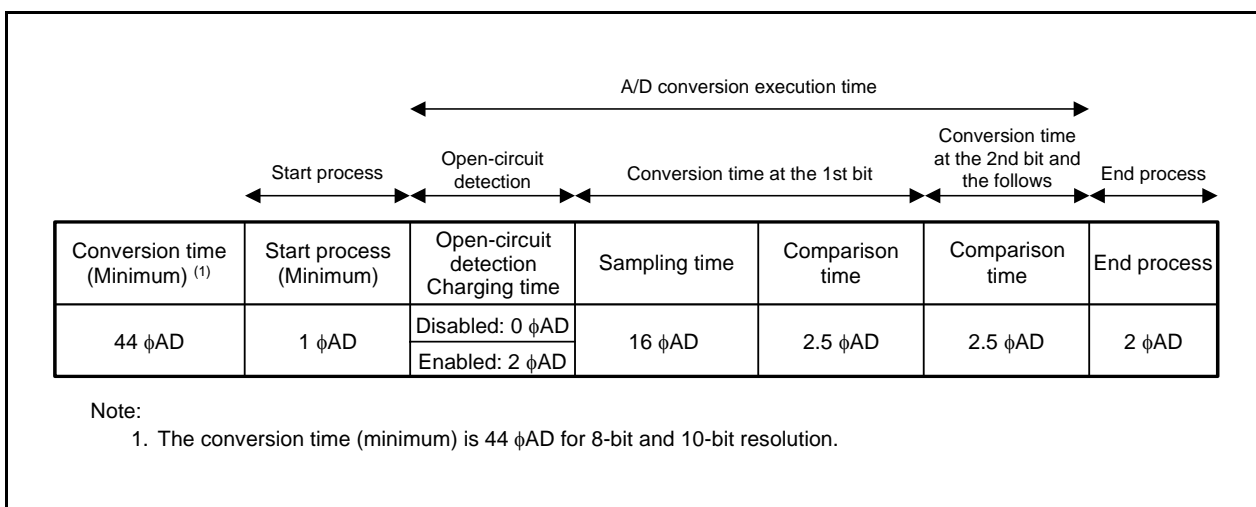 A/D conversion execution time
Start process
Open-circuit
detection
Conversion time at the 1st bit
Conversion time
at the 2nd bit and
the follows
End process
Conversion time
(Minimum) (1)
Start process
(Minimum)
Open-circuit
detection
Charging time
Sampling time
Comparison
time
Comparison
time
End process
44 ϕAD
1 ϕAD
Disabled: 0 ϕAD
Enabled: 2 ϕAD
16 ϕAD
2.5 ϕAD
2.5 ϕAD
2 ϕAD
Note:
1. The conversion time (minimum) is 44 ϕAD for 8-bit and 10-bit resolution.